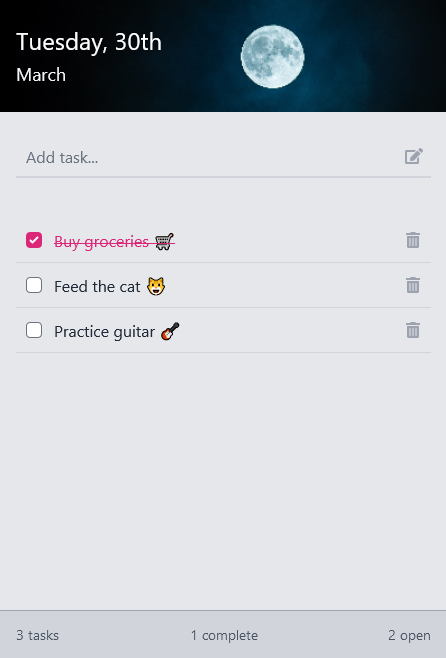 Tuesday, 30th
March
Add task...
Buy groceries 🛒
Feed the cat 🐱
Practice guitar 🎸
3 tasks 1 complete 2 open